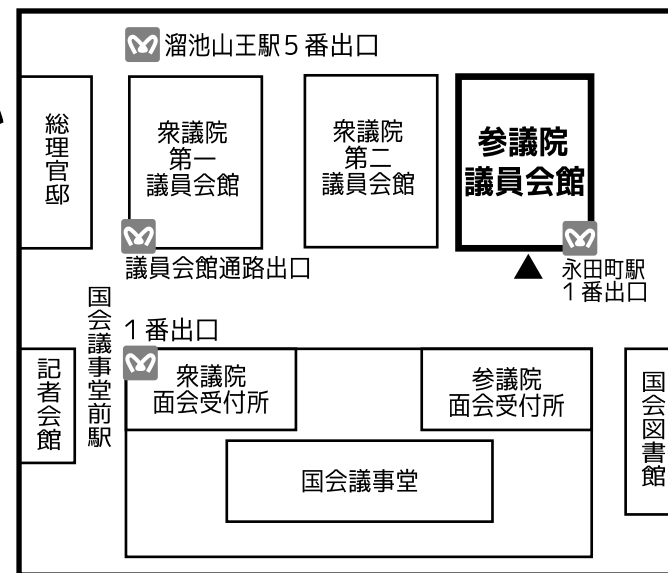 溜池山王駅5番出口
総理官邸
衆議院
第一
議員会館
衆議院
第二
議員会館
参議院
議員会館
議員会館通路出口
永田町駅
1番出口
国会議事堂前駅
1番出口
記者会館
衆議院
面会受付所
参議院
面会受付所
国会図書館
国会議事堂